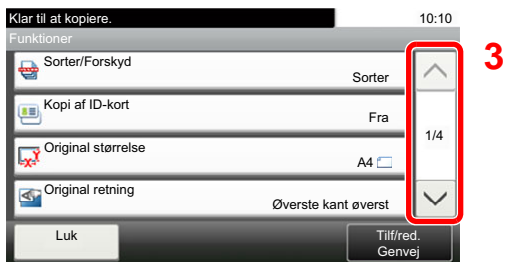 Klar til at kopiere. 10:10
Funktioner
Sorter/Forskyd
Sorter
Kopi af ID-kort
Fra
Original størrelse
A4
Original retning
Øverste kant øverst
1/4
3
Luk
Tilf/red.
Genvej